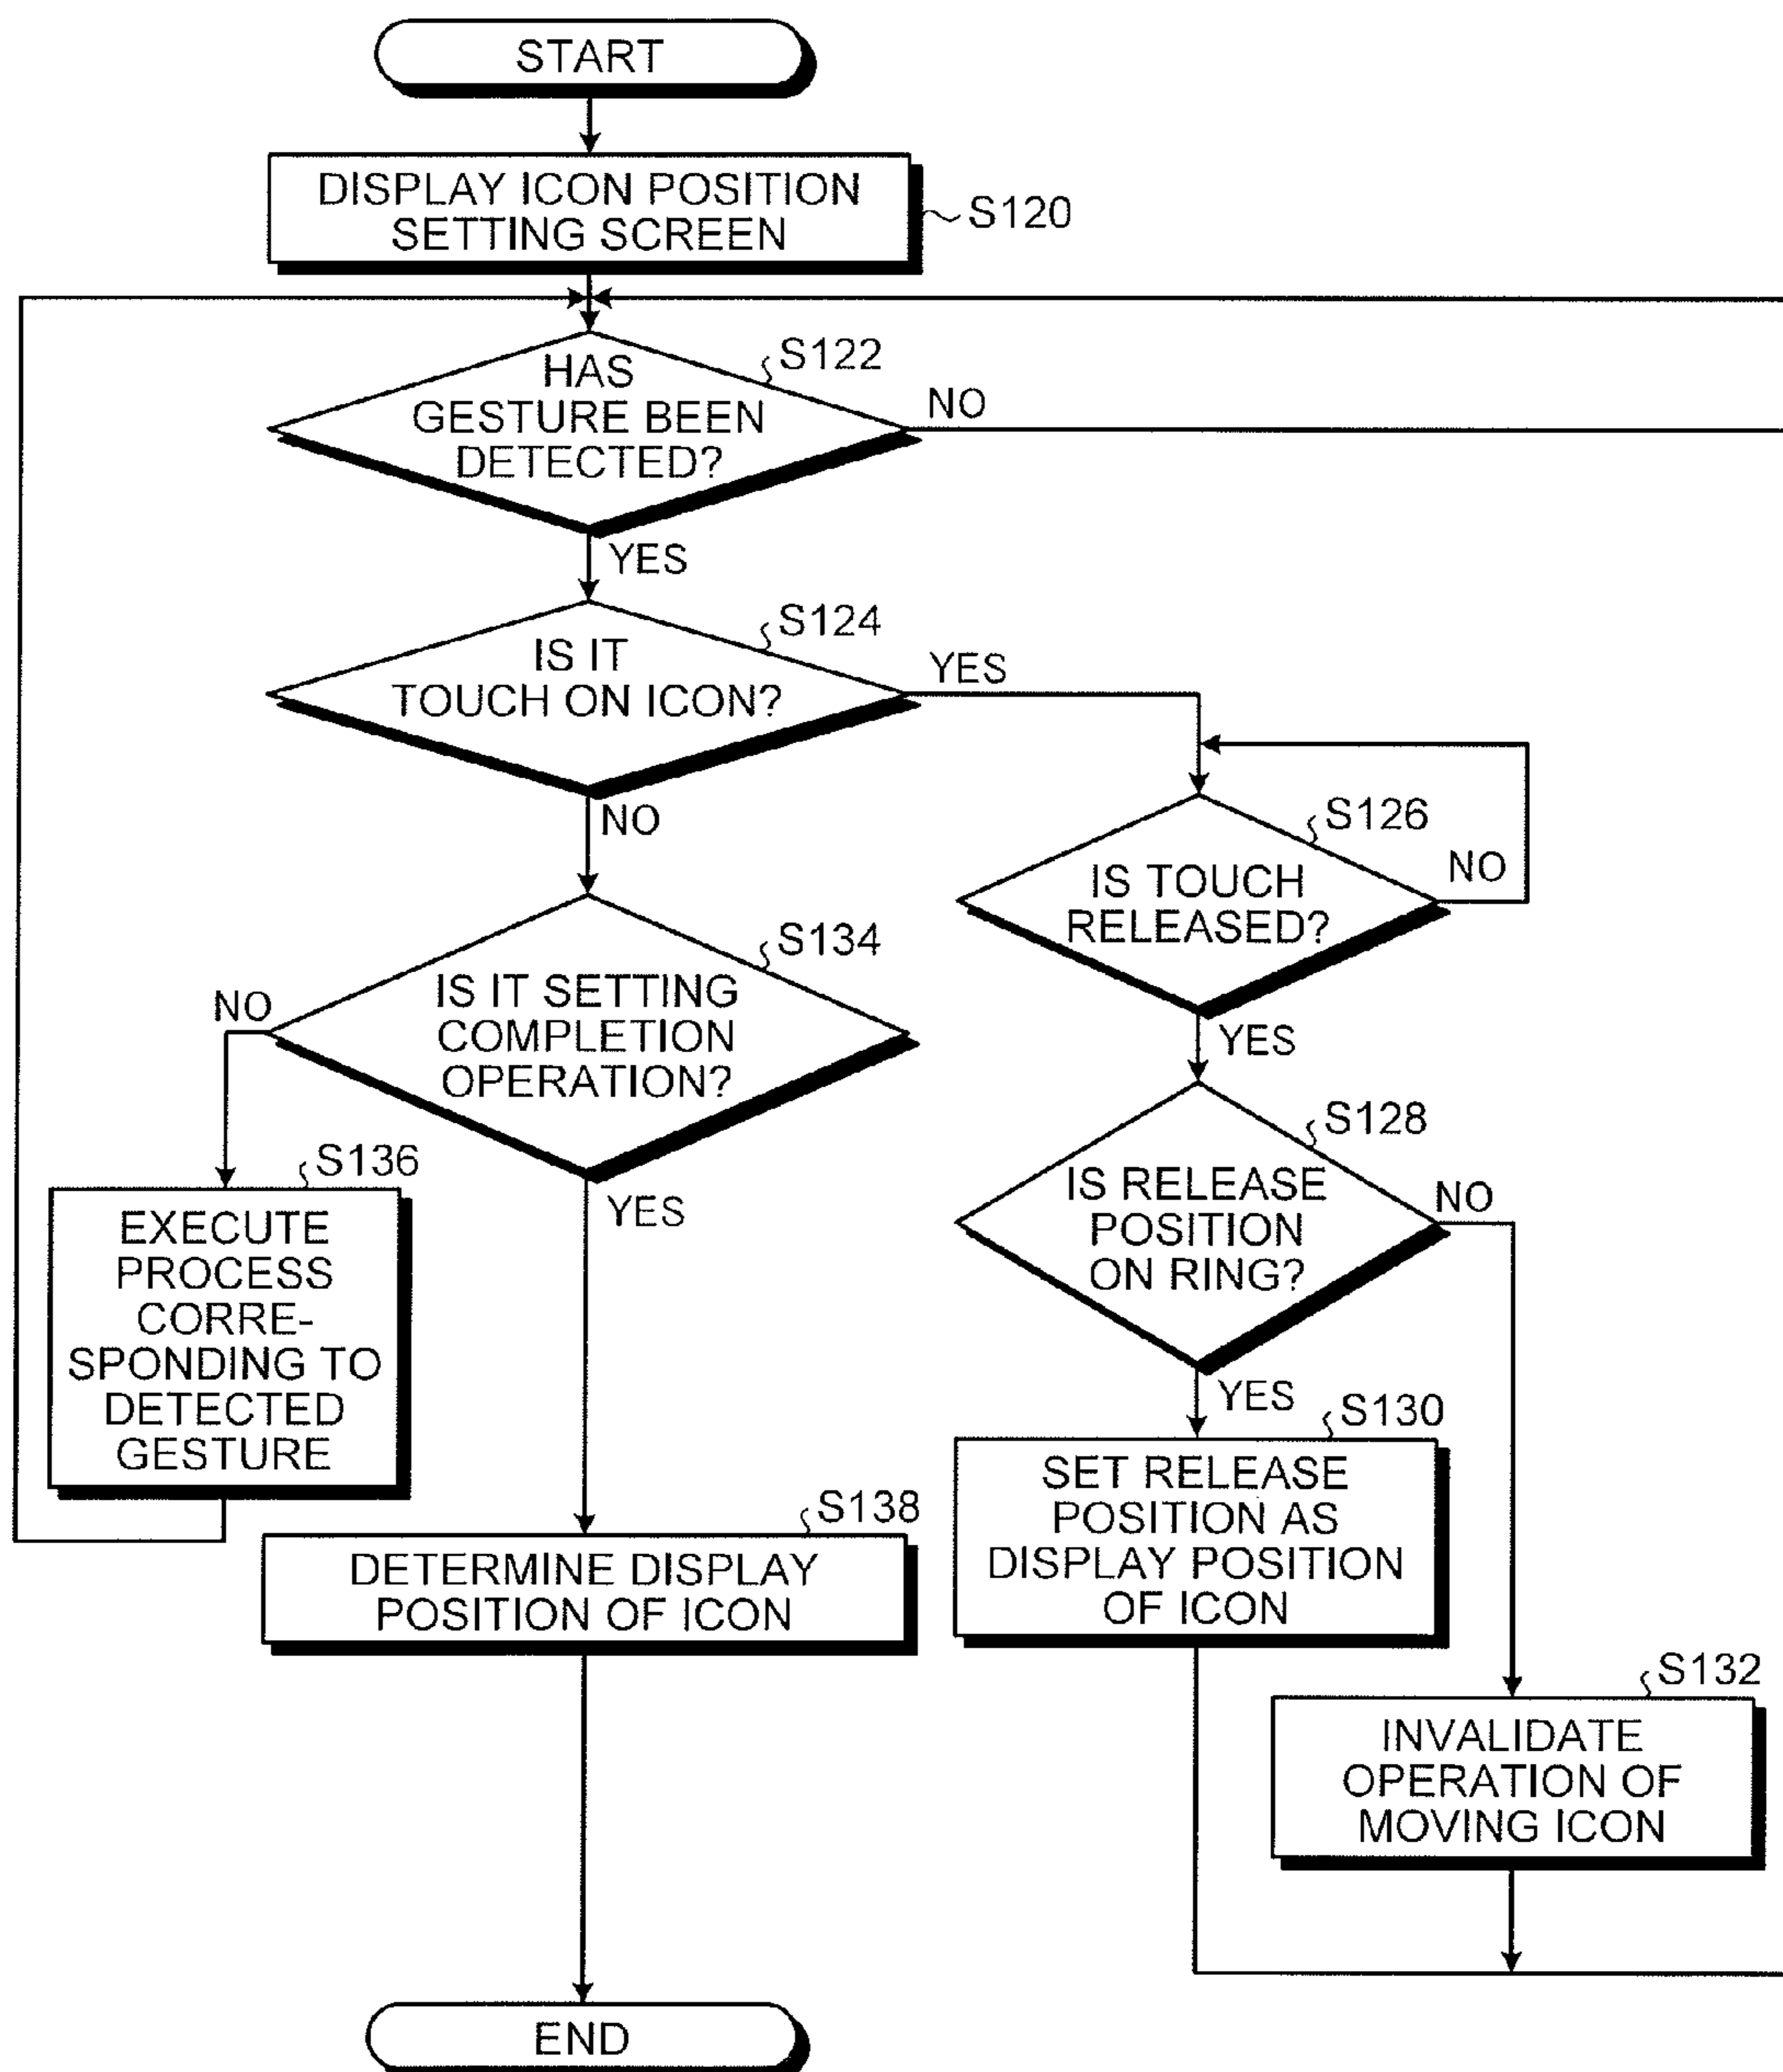 START
DISPLAY ICON POSITION
SETTING SCREEN
S120
S122
HAS
GESTURE BEEN
DETECTED?
NO
YES
S124
IS IT
TOUCH ON ICON?
YES
NO
S126
IS TOUCH
RELEASED?
NO
YES
S134
IS IT SETTING
COMPLETION
OPERATION?
NO
YES
S128
IS RELEASE
POSITION
ON RING?
NO
YES
S136
EXECUTE
PROCESS
CORRE-
SPONDING TO
DETECTED
GESTURE
S130
SET RELEASE
POSITION AS
DISPLAY POSITION
OF ICON
S138
DETERMINE DISPLAY
POSITION OF ICON
S132
INVALIDATE
OPERATION OF
MOVING ICON
END